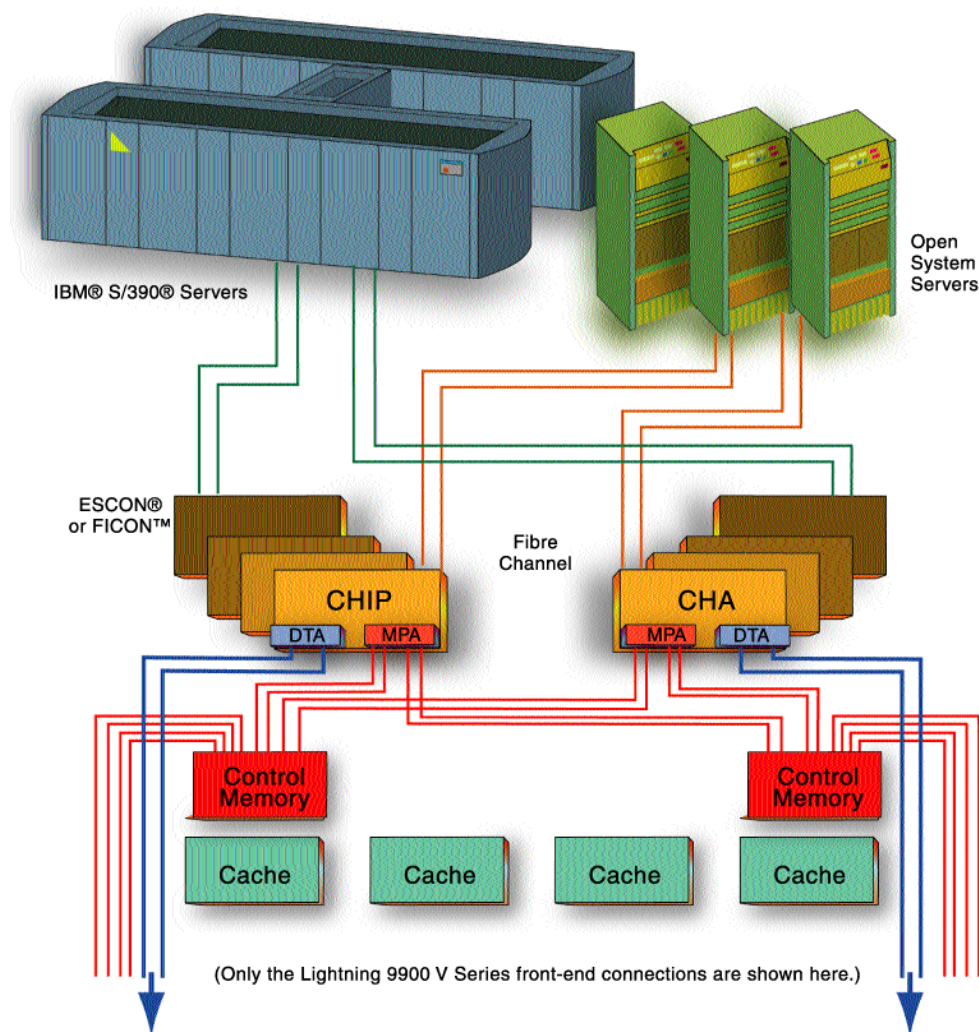 IBM® S/390® Servers
Open
System
Servers
ESCON®
or FICON™
Fibre
Channel
CHIP
DTA
MPA
CHA
MPA
DTA
Control
Memory
Control
Memory
Cache
Cache
Cache
Cache
(Only the Lightning 9900 V Series front-end connections are shown here.)